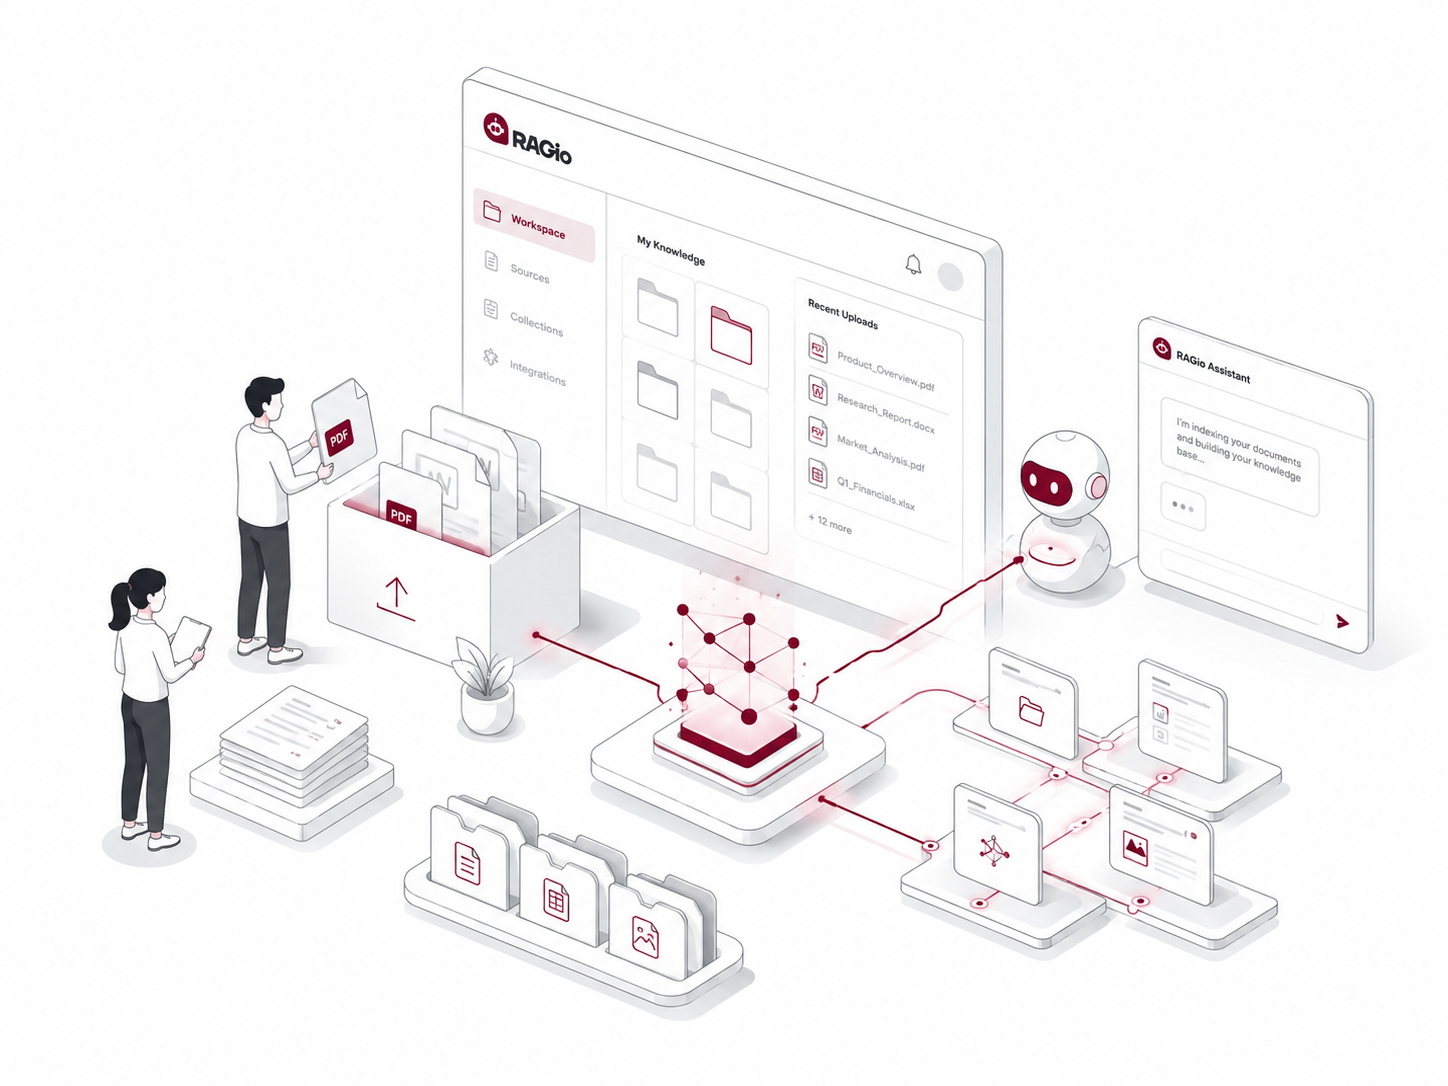 RAGio
Workspace
Sources
Collections
Integrations
My Knowledge
Recent Uploads
Product_Overview.pdf
Research_Report.docx
Market_Analysis.pdf
Q1_Financials.xlsx
+ 12 more
PDF
PDF
RAGio Assistant
I'm indexing your documents
and building your knowledge
base...